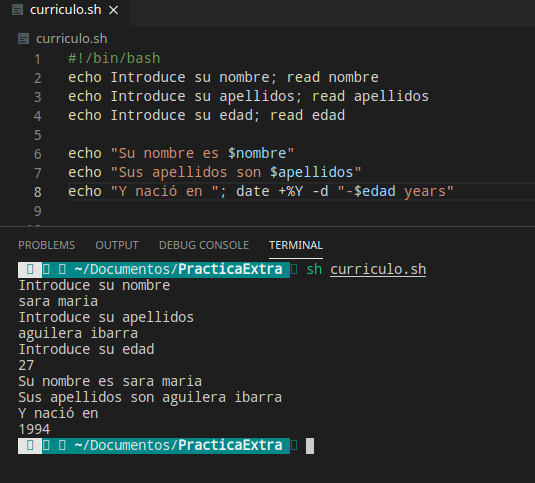 curriculo.sh ×
curriculo.sh
1 #!/bin/bash
2 echo Introduce su nombre; read nombre
3 echo Introduce su apellidos; read apellidos
4 echo Introduce su edad; read edad
5
6 echo "Su nombre es $nombre"
7 echo "Sus apellidos son $apellidos"
8 echo "Y nació en "; date +%Y -d "-$edad years"
9
PROBLEMS OUTPUT DEBUG CONSOLE TERMINAL
~/Documentos/PracticaExtra sh curriculo.sh
Introduce su nombre
sara maria
Introduce su apellidos
aguilera ibarra
Introduce su edad
27
Su nombre es sara maria
Sus apellidos son aguilera ibarra
Y nació en
1994
~/Documentos/PracticaExtra